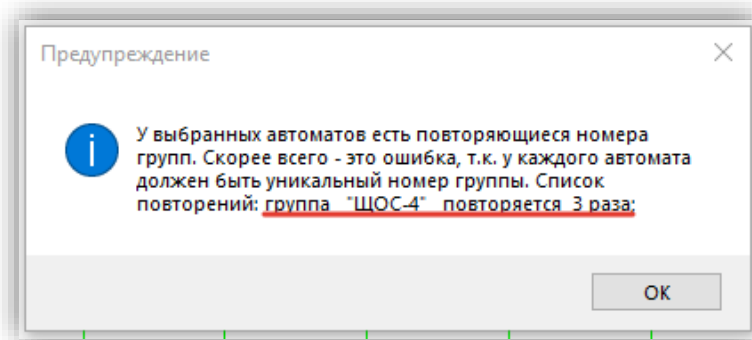 Предупреждение
У выбранных автоматов есть повторяющиеся номера
групп. Скорее всего - это ошибка, т.к. у каждого автомата
должен быть уникальный номер группы. Список
повторений: группа "ЩОС-4" повторяется 3 раза;
ОК